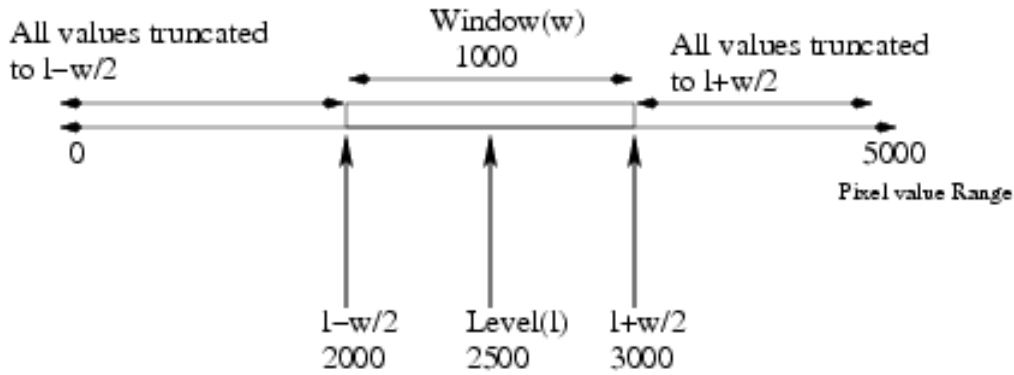 All values truncated
to l−w/2
Window(w)
1000
All values truncated
to l+w/2
0
5000
Pixel value Range
l−w/2
2000
Level(l)
2500
l+w/2
3000